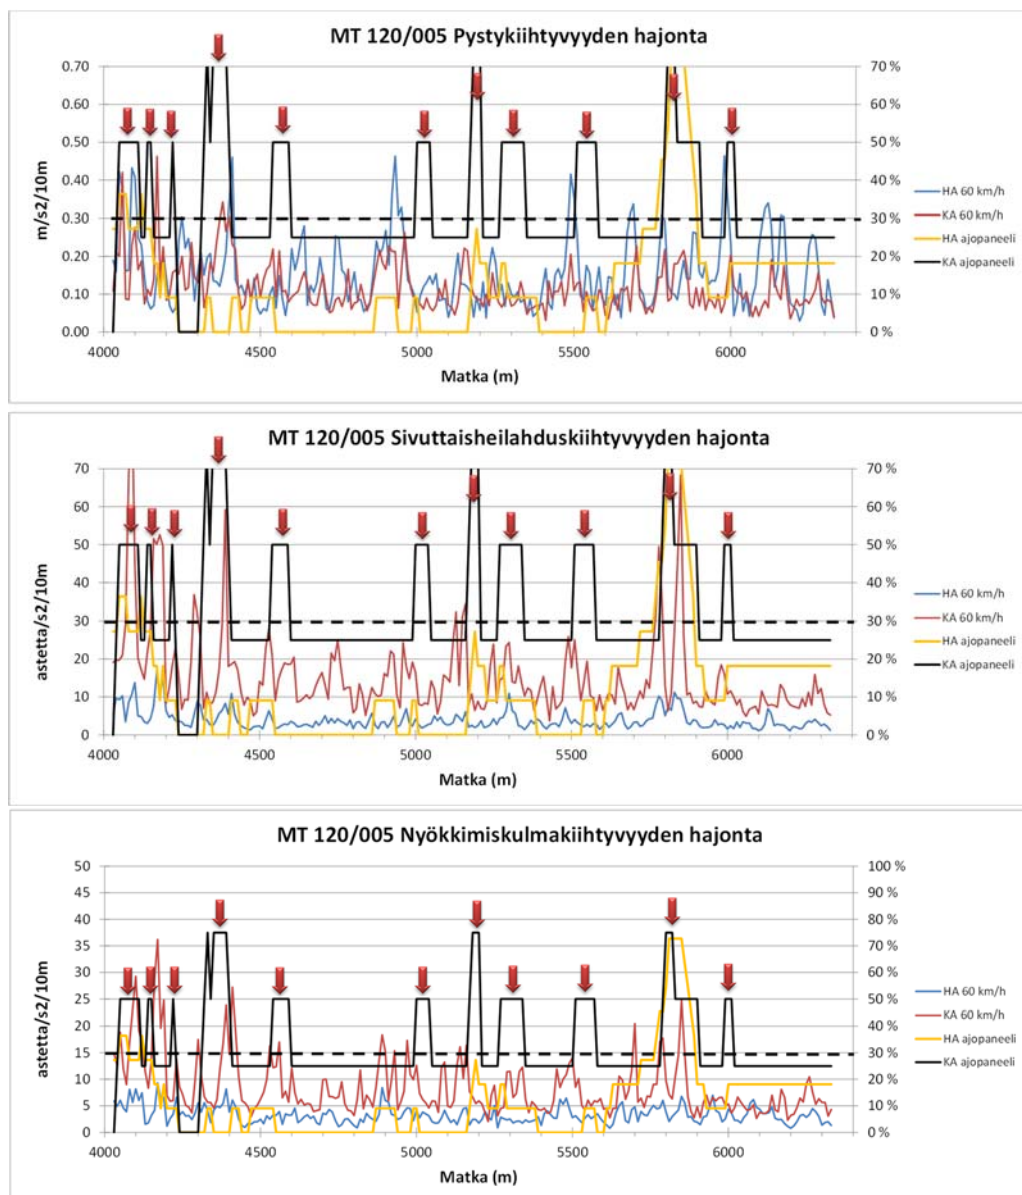 MT 120/005 Pystykiihtyvyyden hajonta
0.70
0.60
0.50
0.40
0.30
0.20
0.10
0.00
m/s2/10m
70 %
60 %
50 %
40 %
30 %
20 %
10 %
0 %
4000 4500 5000 5500 6000
Matka (m)
HA 60 km/h
KA 60 km/h
HA ajopaneeli
KA ajopaneeli
MT 120/005 Sivuttaisheilahduskiihtyvyyden hajonta
70
60
50
40
30
20
10
0
astetta/s2/10m
70 %
60 %
50 %
40 %
30 %
20 %
10 %
0 %
4000 4500 5000 5500 6000
Matka (m)
HA 60 km/h
KA 60 km/h
HA ajopaneeli
KA ajopaneeli
MT 120/005 Nyökkimiskulmakiihtyvyyden hajonta
50
45
40
35
30
25
20
15
10
5
0
astetta/s2/10m
100 %
90 %
80 %
70 %
60 %
50 %
40 %
30 %
20 %
10 %
0 %
4000 4500 5000 5500 6000
Matka (m)
HA 60 km/h
KA 60 km/h
HA ajopaneeli
KA ajopaneeli